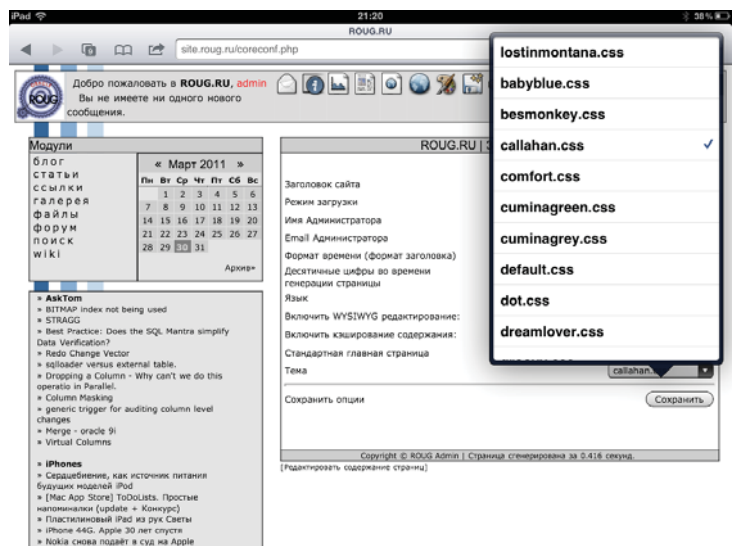 iPad
21:20
38 %
ROUG.RU
site.roug.ru/coreconf.php
Добро пожаловать в ROUG.RU, admin
Вы не имеете ни одного нового
сообщения.
Модули
блог
статьи
ссылки
галерея
файлы
форум
поиск
wiki
« Март 2011 »
Пн Вт Ср Чт Пт Сб Вс
1 2 3 4 5 6
7 8 9 10 11 12 13
14 15 16 17 18 19 20
21 22 23 24 25 26 27
28 29 30 31
Архив»
» AskTom
» BITMAP index not being used
» STRAGG
» Best Practice: Does the SQL Mantra simplify
Data Verification?
» Redo Change Vector
» sqlloader versus external table.
» Dropping a Column - Why can't we do this
operatio in Parallel.
» Column Masking
» generic trigger for auditing column level
changes
» Merge - oracle 9i
» Virtual Columns
» iPhones
» Сердцебиение, как источник питания
будущих моделей iPod
» [Mac App Store] ToDoLists. Простые
напоминалки (update + Конкурс)
» Пластилиновый iPad из рук Светы
» iPhone 44G. Apple 30 лет спустя
» Nokia снова подаёт в суд на Apple
ROUG.RU |
Заголовок сайта
Режим загрузки
Имя Администратора
Email Администратора
Формат времени (формат заголовка)
Десятичные цифры во времени
генерации страницы
Язык
Включить WYSIWYG редактирование:
Включить кэширование содержания:
Стандартная главная страница
Тема
callahan.
Сохранить опции
Сохранить
Copyright © ROUG Admin | Страница сгенерирована за 0.416 секунд.
[Редактировать содержание страниц]
lostinmontana.css
babyblue.css
besmonkey.css
callahan.css
comfort.css
cuminagreen.css
cuminagrey.css
default.css
dot.css
dreamlover.css